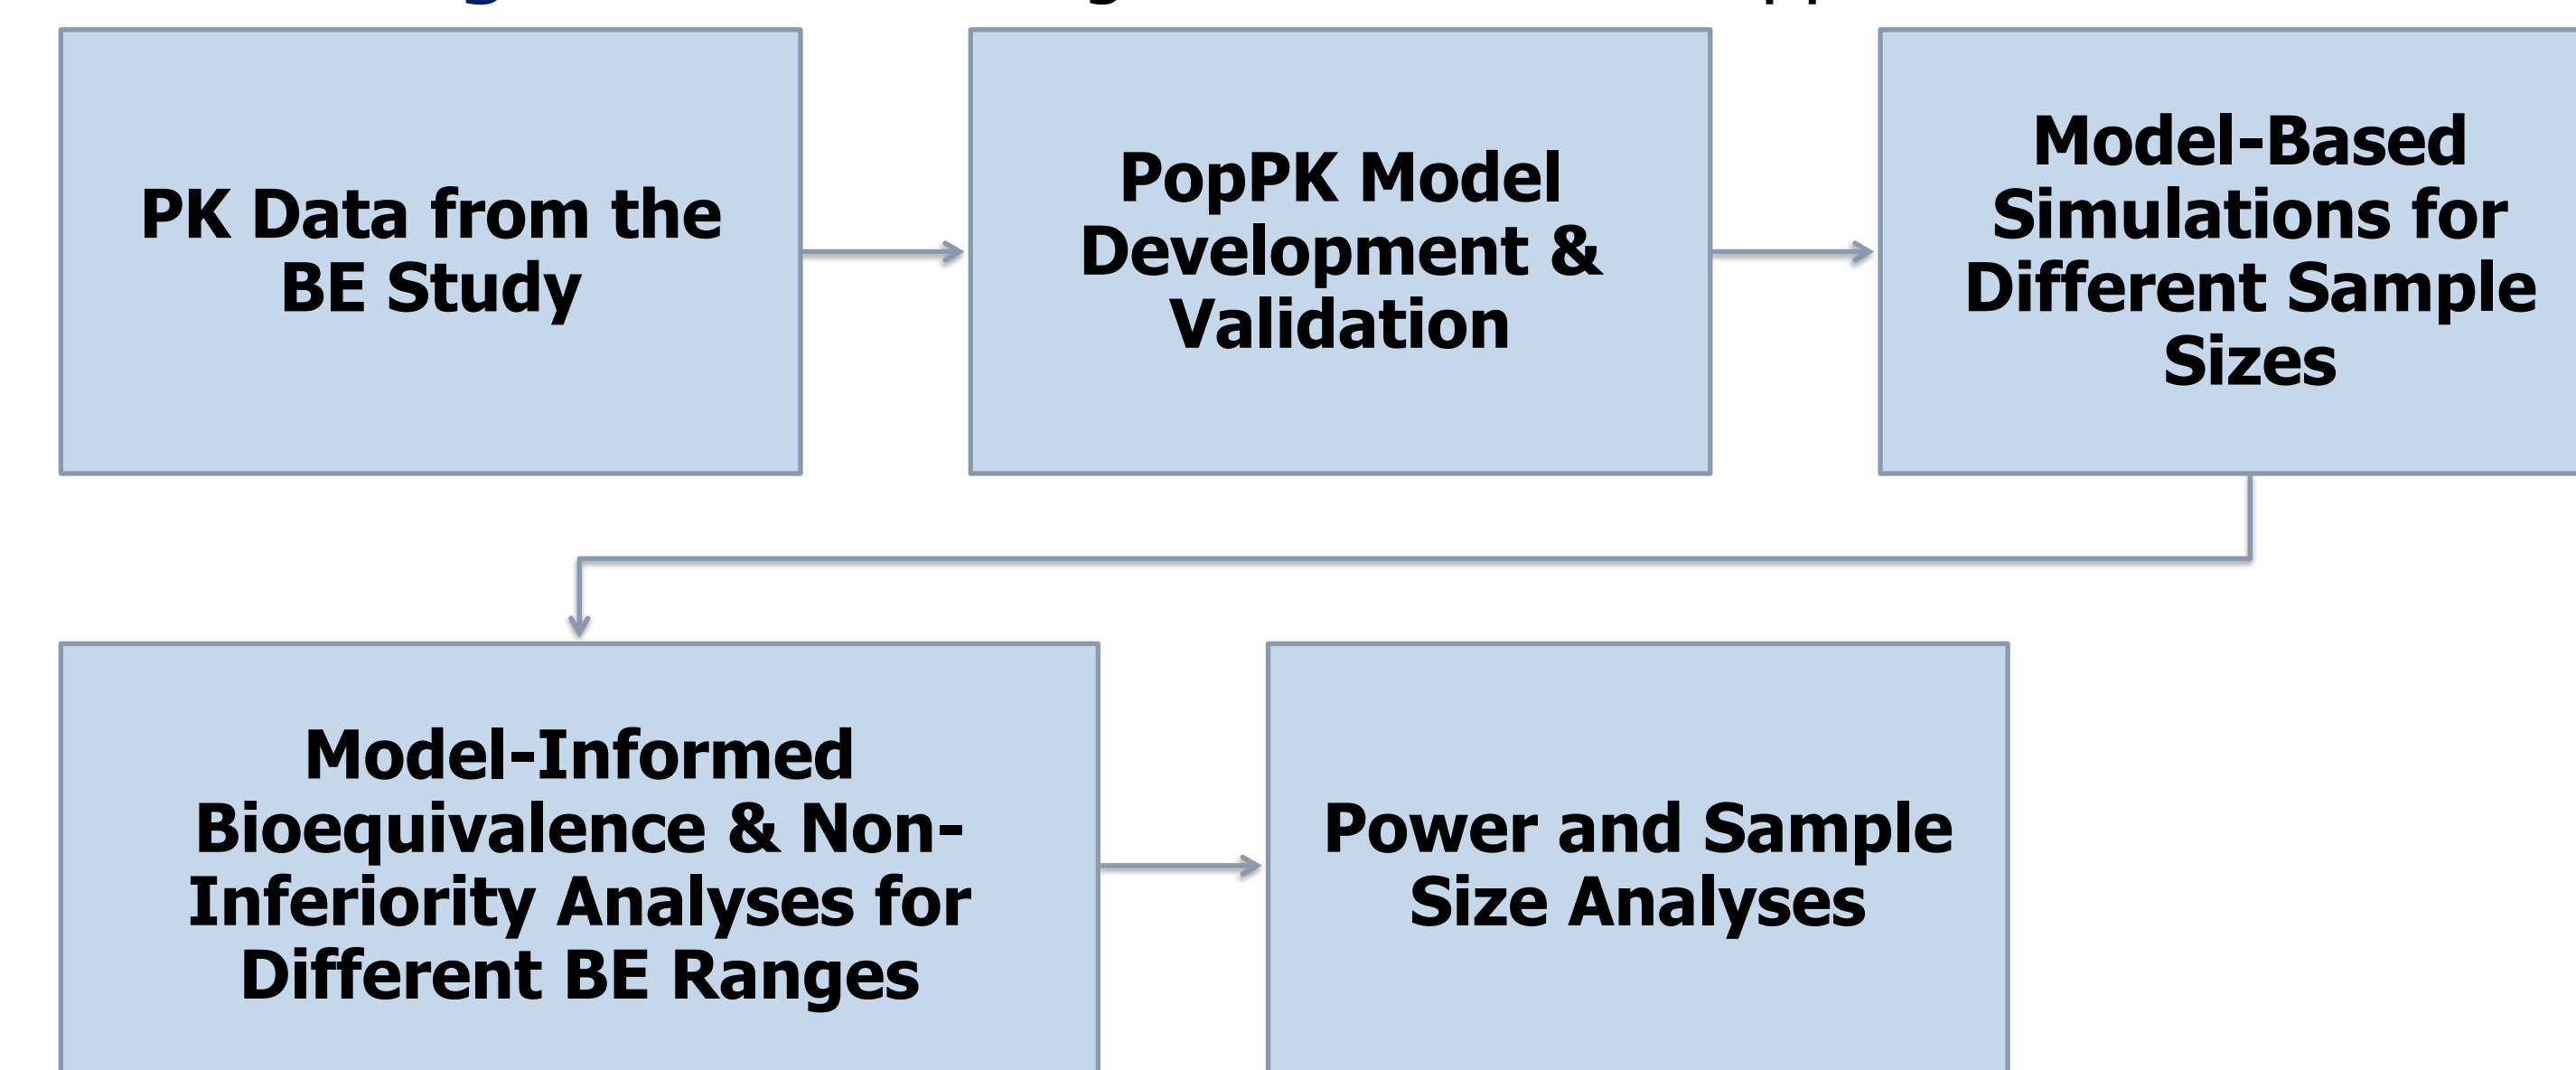 PK Data from the
BE Study
PopPK Model
Development &
Validation
Model-Based
Simulations for
Different Sample
Sizes
Model-Informed
Bioequivalence & Non-
Inferiority Analyses for
Different BE Ranges
Power and Sample
Size Analyses